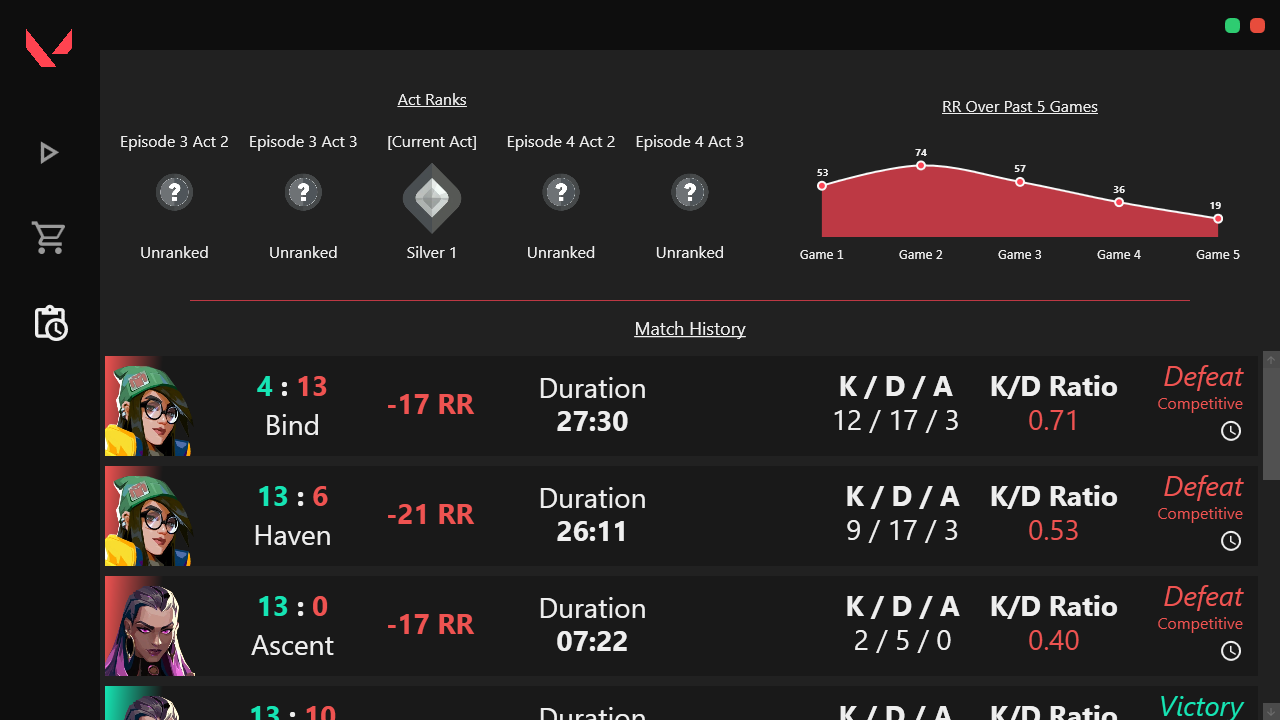 Act Ranks
Episode 3 Act 2 Episode 3 Act 3 [Current Act] Episode 4 Act 2 Episode 4 Act 3
? ? ? ?
Unranked Unranked Silver 1 Unranked Unranked
RR Over Past 5 Games
53 74 57 36 19
Game 1 Game 2 Game 3 Game 4 Game 5
Match History
4 : 13
Bind
-17 RR
Duration
27:30
K / D / A
12 / 17 / 3
K/D Ratio
0.71
Defeat
Competitive
13 : 6
Haven
-21 RR
Duration
26:11
K / D / A
9 / 17 / 3
K/D Ratio
0.53
Defeat
Competitive
13 : 0
Ascent
-17 RR
Duration
07:22
K / D / A
2 / 5 / 0
K/D Ratio
0.40
Defeat
Competitive
13 : 10
Duration
K / D / A
K/D Ratio
Victory